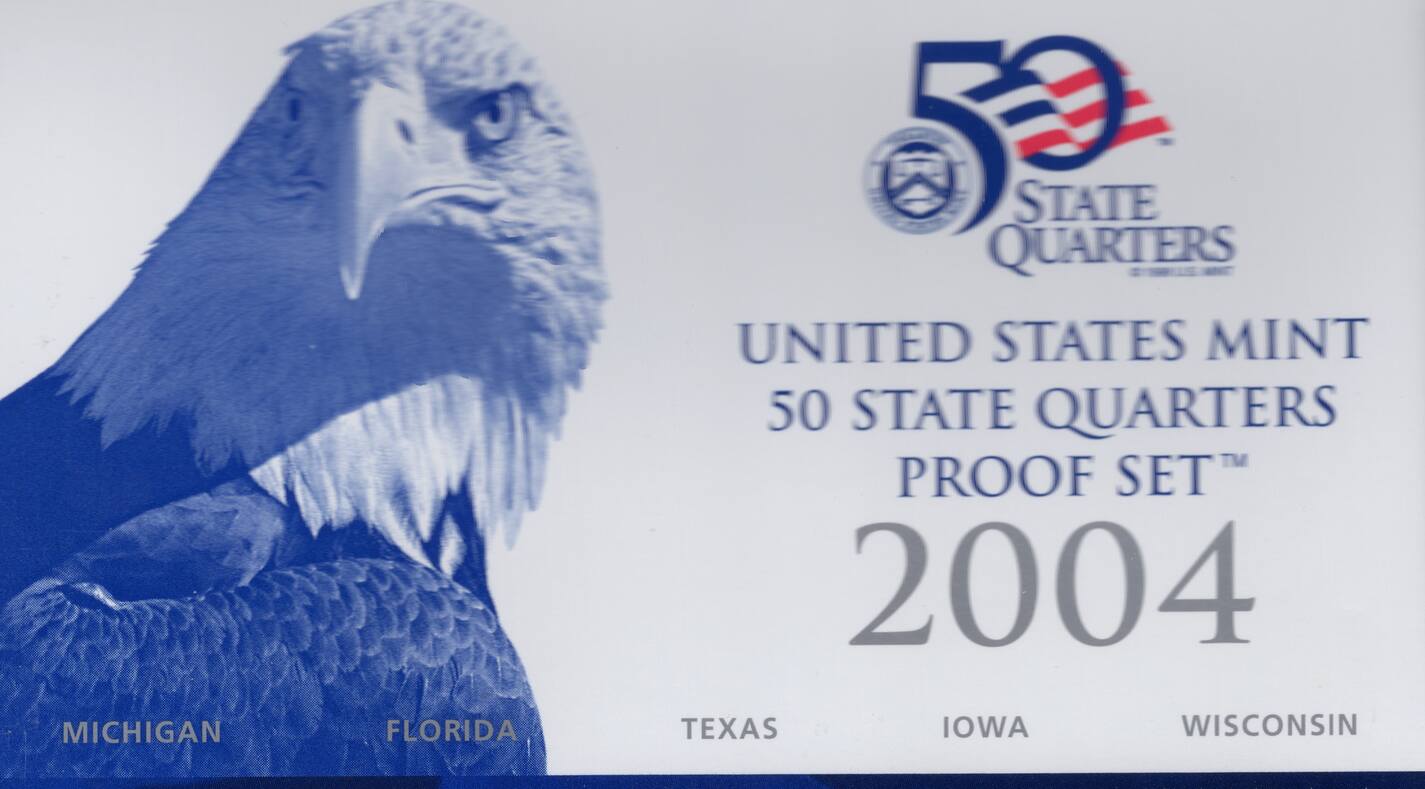 50
STATE
QUARTERS
UNITED STATES MINT
50 STATE QUARTERS
PROOF SET™
2004
MICHIGAN FLORIDA TEXAS IOWA WISCONSIN